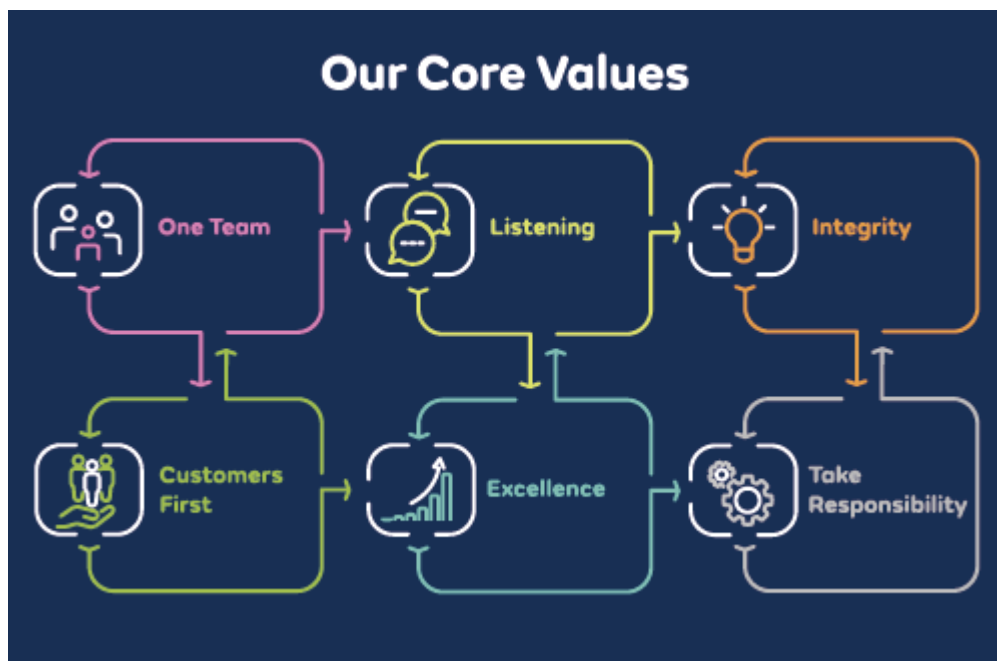 Our Core Values
One Team
Listening
Integrity
Customers
First
Excellence
Take
Responsibility